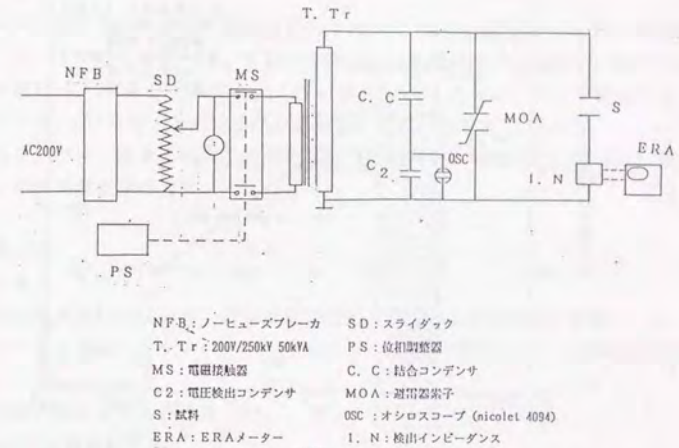 T. Tr
NFB
SD
MS
C. C
S
MOA
ERA
AC200V
C2
OSC
I. N
PS
NFB：ノーヒューズブレーカ SD：スライダック
T. Tr：200V/250kV 50kVA PS：位相調整器
MS：電磁接触器 C. C：結合コンデンサ
C2：電圧検出コンデンサ MOA：避雷器素子
S：試料 OSC：オシロスコープ (nicolet 4094)
ERA：ERAメーター I. N：検出インピーダンス